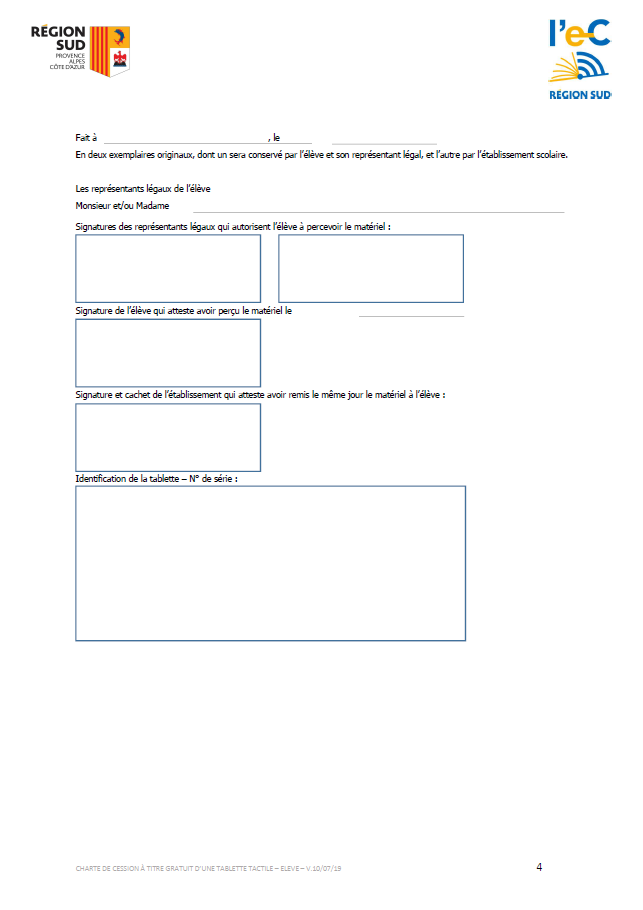 RÉGION
SUD
PROVENCE
ALPES
CÔTE D'AZUR
l'eC
RÉGION SUD
Fait à , le
En deux exemplaires originaux, dont un sera conservé par l'élève et son représentant légal, et l'autre par l'établissement scolaire.
Les représentants légaux de l'élève
Monsieur et/ou Madame
Signatures des représentants légaux qui autorisent l'élève à percevoir le matériel :
Signature de l'élève qui atteste avoir perçu le matériel le
Signature et cachet de l'établissement qui atteste avoir remis le même jour le matériel à l'élève :
Identification de la tablette – N° de série :
CHARTE DE CESSION À TITRE GRATUIT D'UNE TABLETTE TACTILE – ELEVE – V.10/07/19
4